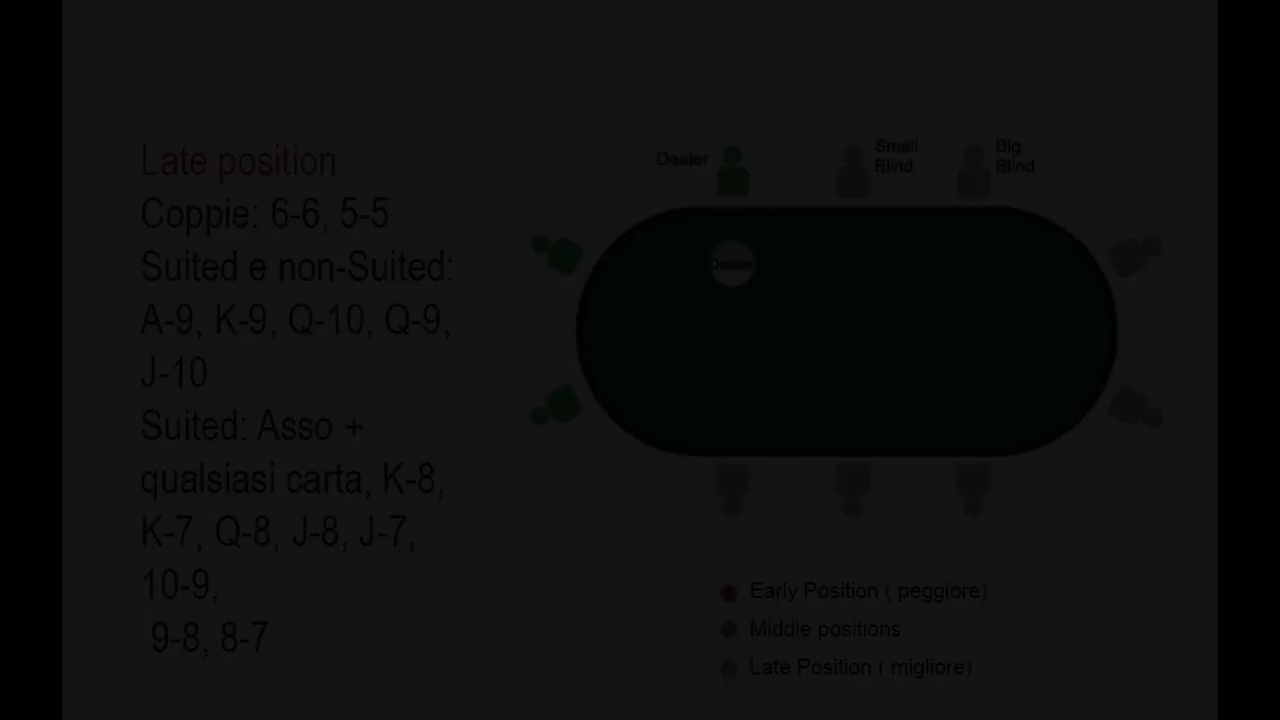 Late position
Coppie: 6-6, 5-5
Suited e non-Suited:
A-9, K-9, Q-10, Q-9,
J-10
Suited: Asso +
qualsiasi carta, K-8,
K-7, Q-8, J-8, J-7,
10-9,
9-8, 8-7
Dealer
Small
Blind
Big
Blind
Dealer
Early Position ( peggiore)
Middle positions
Late Position ( migliore)